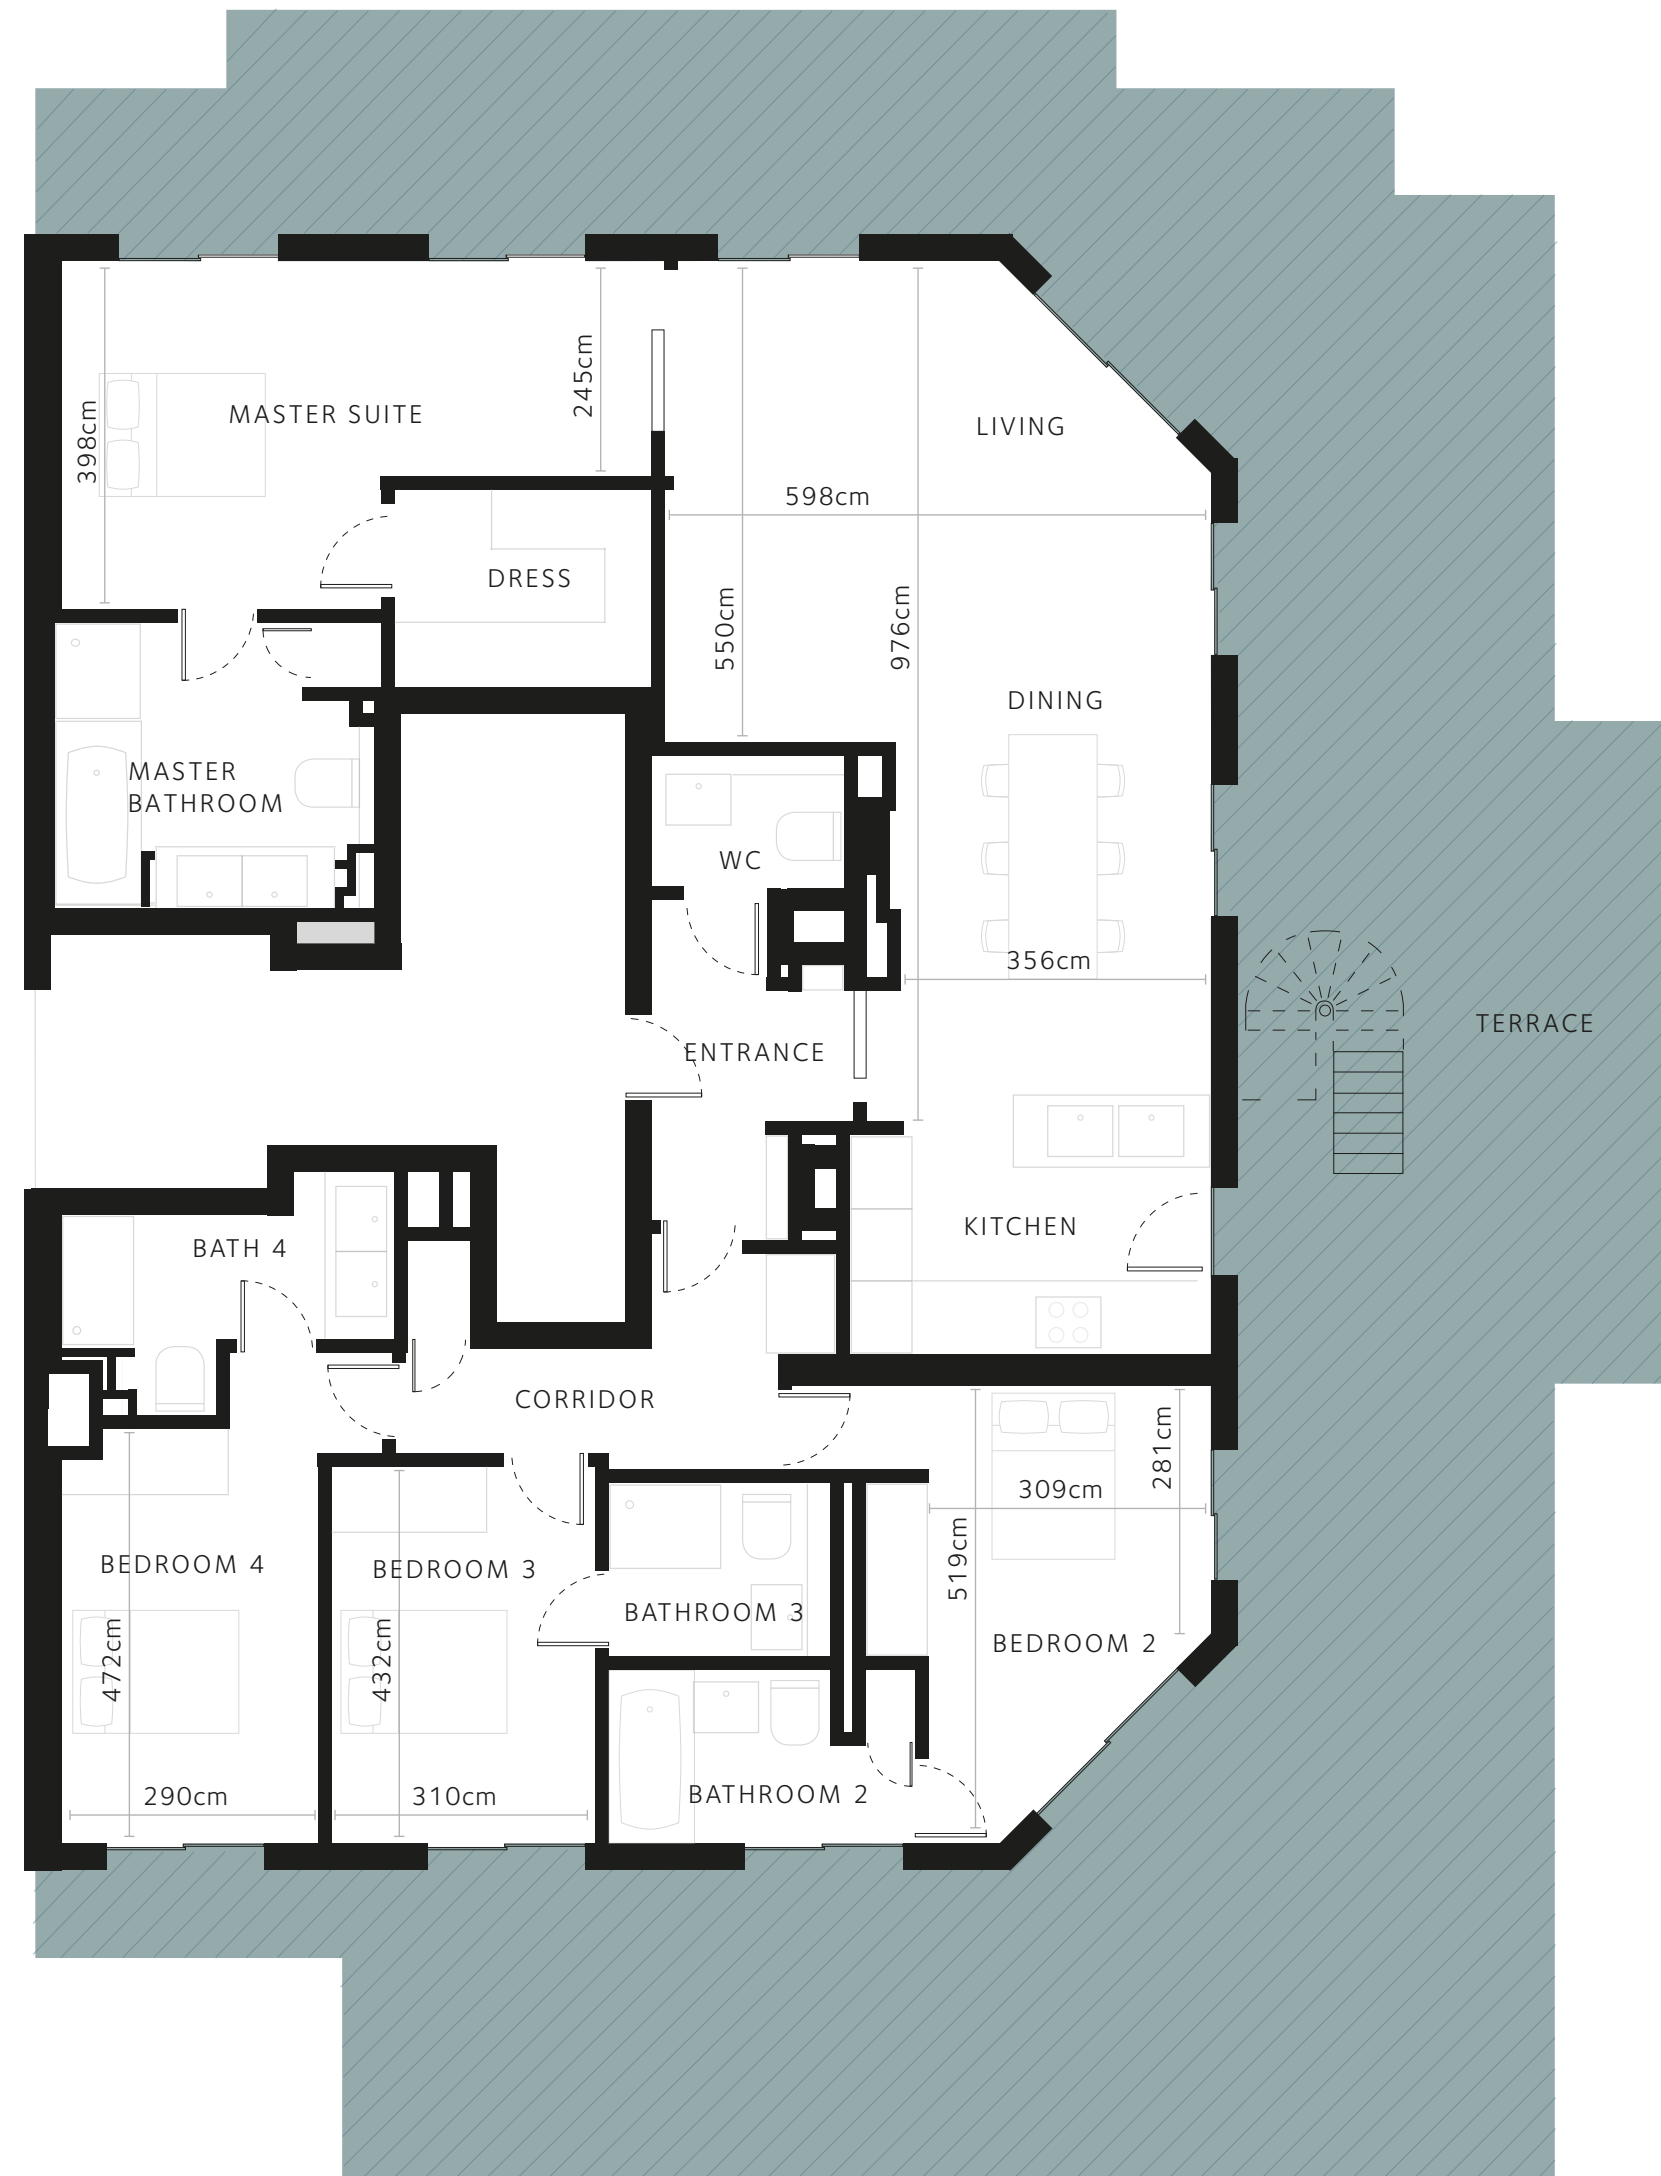 245cm
398cm
MASTER SUITE
LIVING
598cm
DRESS
550cm
976cm
DINING
MASTER
BATHROOM
WC
356cm
TERRACE
ENTRANCE
KITCHEN
BATH 4
CORRIDOR
281cm
309cm
519cm
BEDROOM 4
BEDROOM 3
BATHROOM 3
BEDROOM 2
472cm
432cm
290cm
310cm
BATHROOM 2